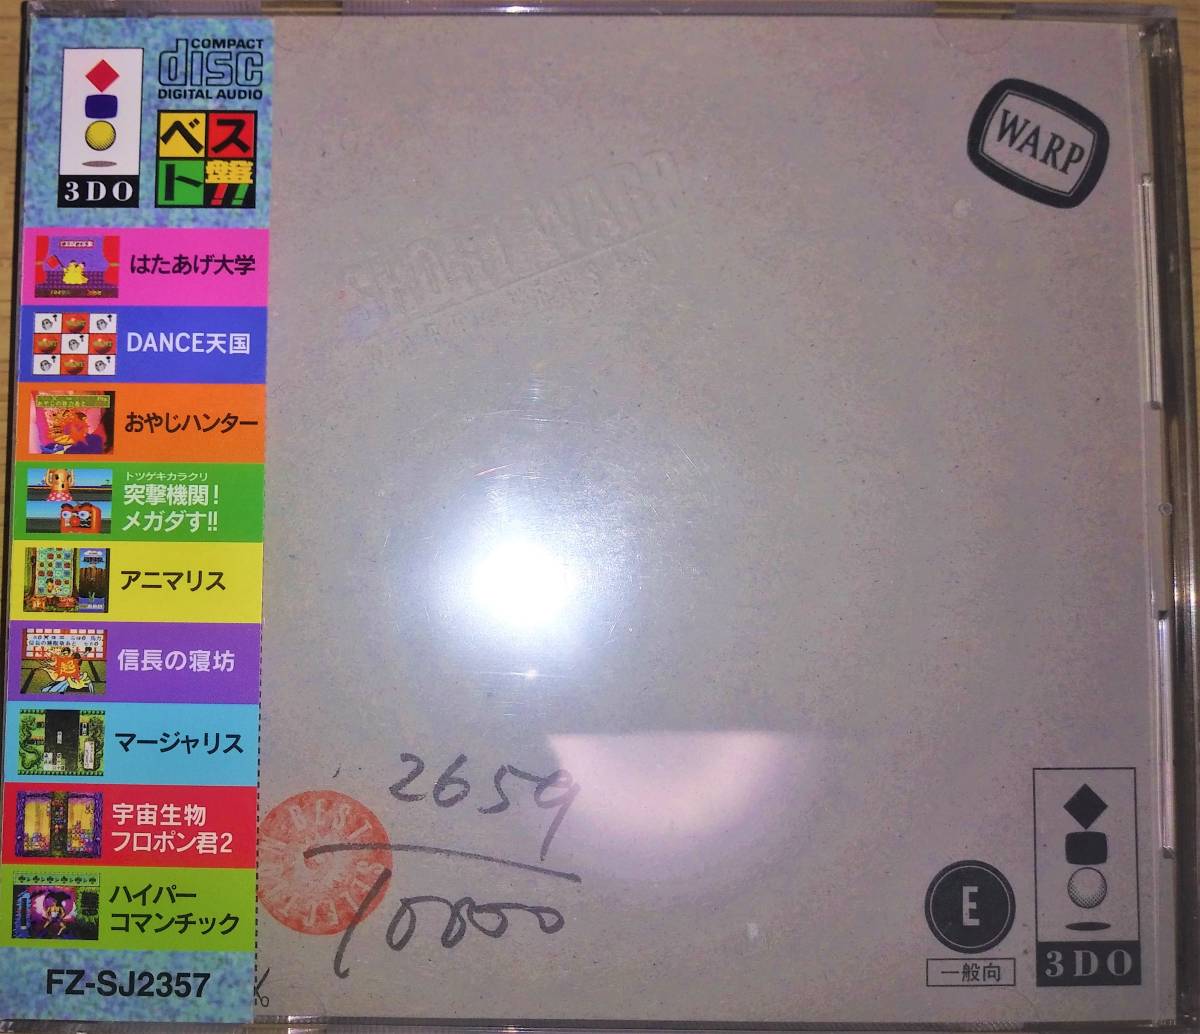 COMPACT
disc
DIGITAL AUDIO
3DO
ベスト盤!!
はたあげ大学
DANCE天国
おやじハンター
トツゲキカラクリ
突撃機関!
メガダす!!
アニマリス
信長の寝坊
マージャリス
宇宙生物
フロポン君2
ハイパー
コマンチック
FZ-SJ2357
WARP
2659
10000
BEST
E
一般向
3DO